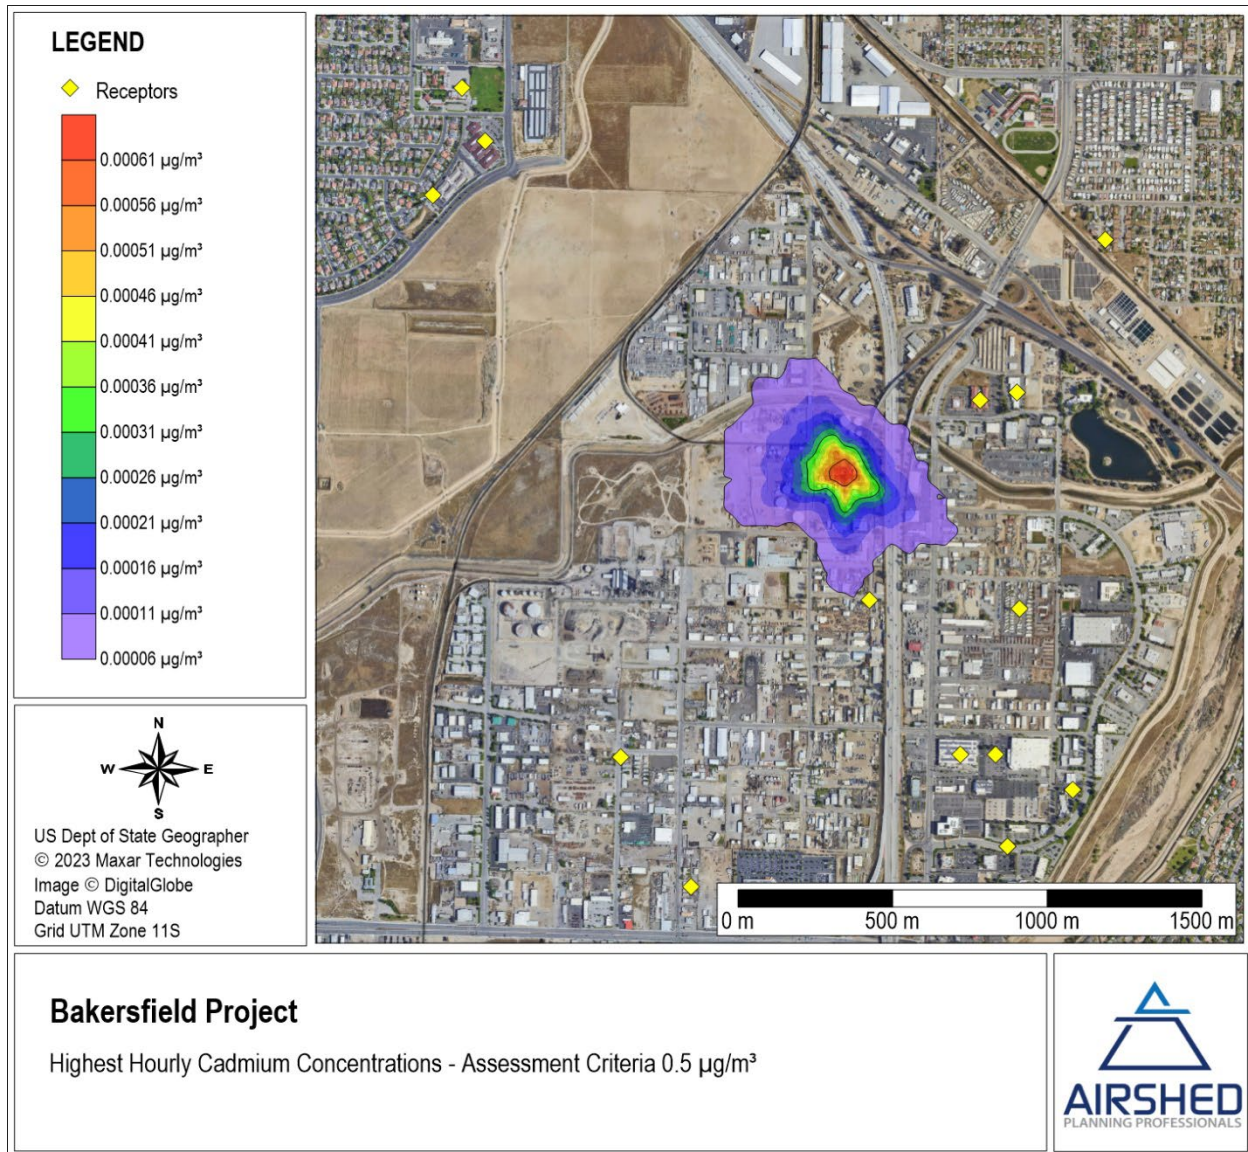 LEGEND
Receptors
0.00061 µg/m³
0.00056 µg/m³
0.00051 µg/m³
0.00046 µg/m³
0.00041 µg/m³
0.00036 µg/m³
0.00031 µg/m³
0.00026 µg/m³
0.00021 µg/m³
0.00016 µg/m³
0.00011 µg/m³
0.00006 µg/m³
N
W E
S
US Dept of State Geographer
© 2023 Maxar Technologies
Image © DigitalGlobe
Datum WGS 84
Grid UTM Zone 11S
0 m 500 m 1000 m 1500 m
Bakersfield Project
Highest Hourly Cadmium Concentrations - Assessment Criteria 0.5 µg/m³
AIRSHED
PLANNING PROFESSIONALS